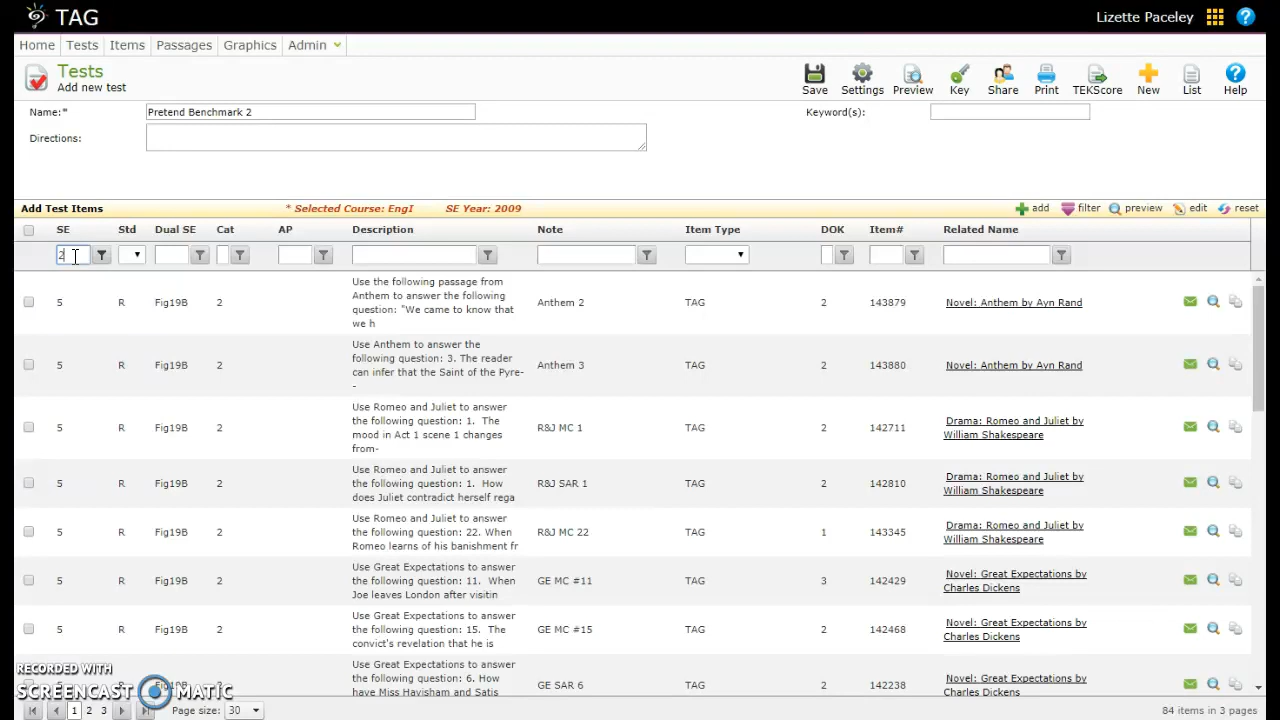 TAG
Lizette Paceley
Home Tests Items Passages Graphics Admin
Tests
Add new test
Save Settings Preview Key Share Print TEKScore New List Help
Name:* Pretend Benchmark 2 Keyword(s):
Directions:
Add Test Items * Selected Course: EngI SE Year: 2009 add filter preview edit reset
SE Std Dual SE Cat AP Description Note Item Type DOK Item# Related Name
2
Use the following passage from
Anthem to answer the following
question: "We came to know that
we h
5 R Fig19B 2 Anthem 2 TAG 2 143879 Novel: Anthem by Ayn Rand
Use Anthem to answer the
following question: 3. The reader
can infer that the Saint of the Pyre-
-
5 R Fig19B 2 Anthem 3 TAG 2 143880 Novel: Anthem by Ayn Rand
Use Romeo and Juliet to answer
the following question: 1. The
mood in Act 1 scene 1 changes
from-
5 R Fig19B 2 R&J MC 1 TAG 2 142711 Drama: Romeo and Juliet by
William Shakespeare
Use Romeo and Juliet to answer
the following question: 1. How
does Juliet contradict herself rega
5 R Fig19B 2 R&J SAR 1 TAG 2 142810 Drama: Romeo and Juliet by
William Shakespeare
Use Romeo and Juliet to answer
the following question: 22. When
Romeo learns of his banishment fr
5 R Fig19B 2 R&J MC 22 TAG 1 143345 Drama: Romeo and Juliet by
William Shakespeare
Use Great Expectations to answer
the following question: 11. When
Joe leaves London after visitin
5 R Fig19B 2 GE MC #11 TAG 3 142429 Novel: Great Expectations by
Charles Dickens
Use Great Expectations to answer
the following question: 15. The
convict's revelation that he is
5 R Fig19B 2 GE MC #15 TAG 2 142468 Novel: Great Expectations by
Charles Dickens
Use Great Expectations to answer
the following question: 6. How
have Miss Havisham and Satis
R 2 GE SAR 6 TAG 2 142238 Novel: Great Expectations by
Charles Dickens
RECORDED WITH
SCREENCAST MATIC
1 2 3 Page size: 30 84 items in 3 pages